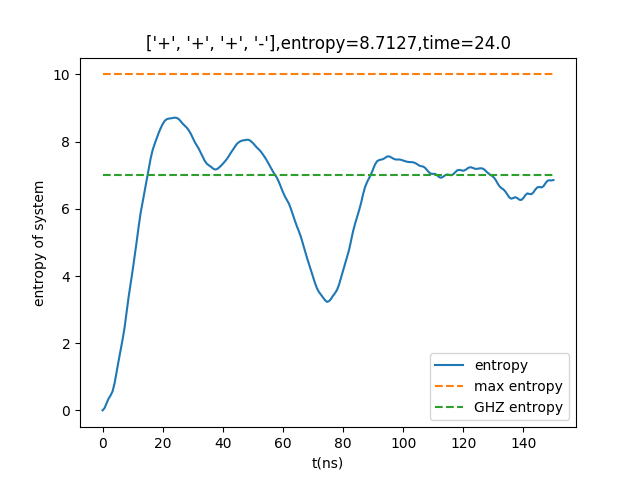 ['+', '+', '+', '-'],entropy=8.7127,time=24.0
entropy of system
10
8
6
4
2
0
0 20 40 60 80 100 120 140
t(ns)
entropy
max entropy
GHZ entropy